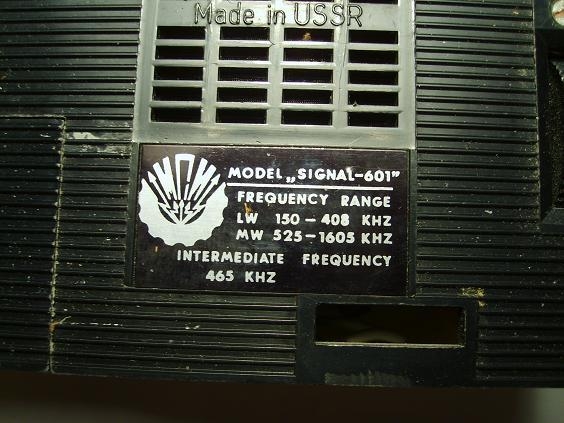 Made in USSR
MODEL „SIGNAL-601”
FREQUENCY RANGE
LW 150-408 KHZ
MW 525-1605 KHZ
INTERMEDIATE FREQUENCY
465 KHZ